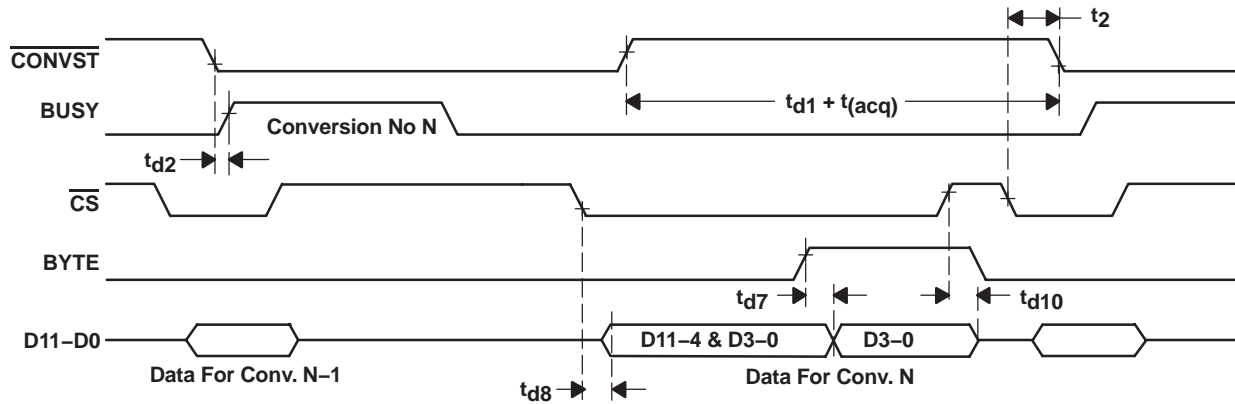 t2
CONVST
td1 + t(acq)
BUSY
Conversion No N
td2
CS
BYTE
td7
td10
D11–D0
D11–4 & D3–0
D3–0
Data For Conv. N–1
Data For Conv. N
td8